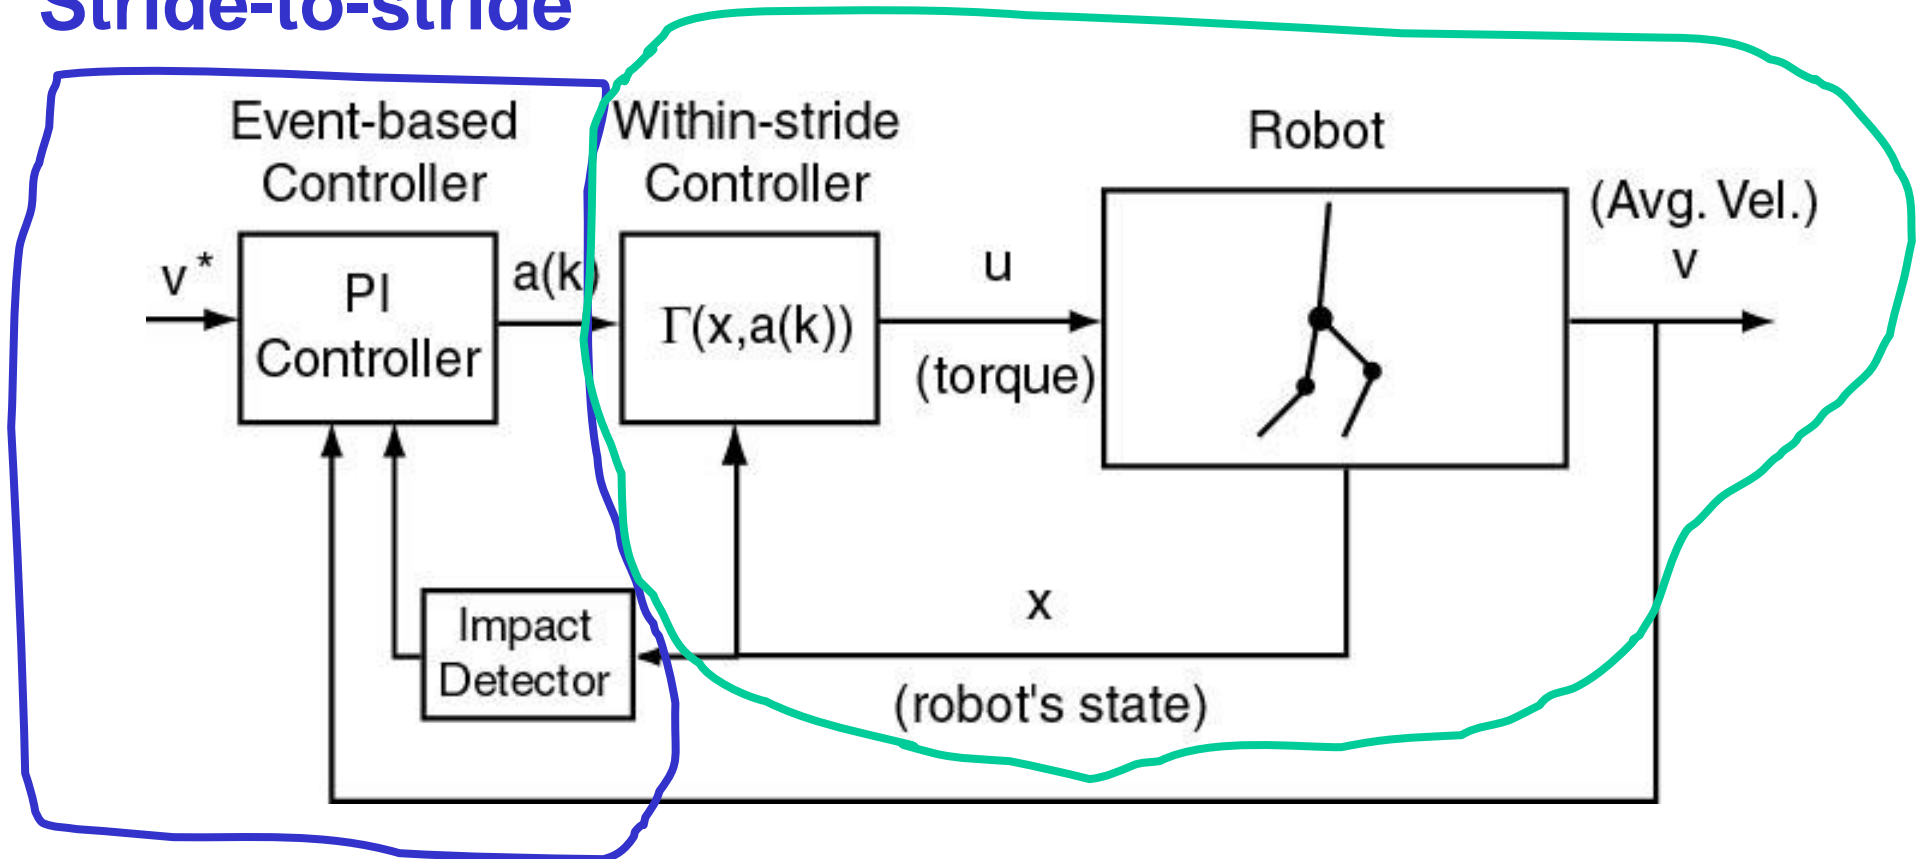 Stride-to-stride
Event-based
Controller
Within-stride
Controller
Robot
(Avg. Vel.)
v
v*
PI
Controller
a(k)
Γ(x,a(k))
u
(torque)
Impact
Detector
x
(robot's state)